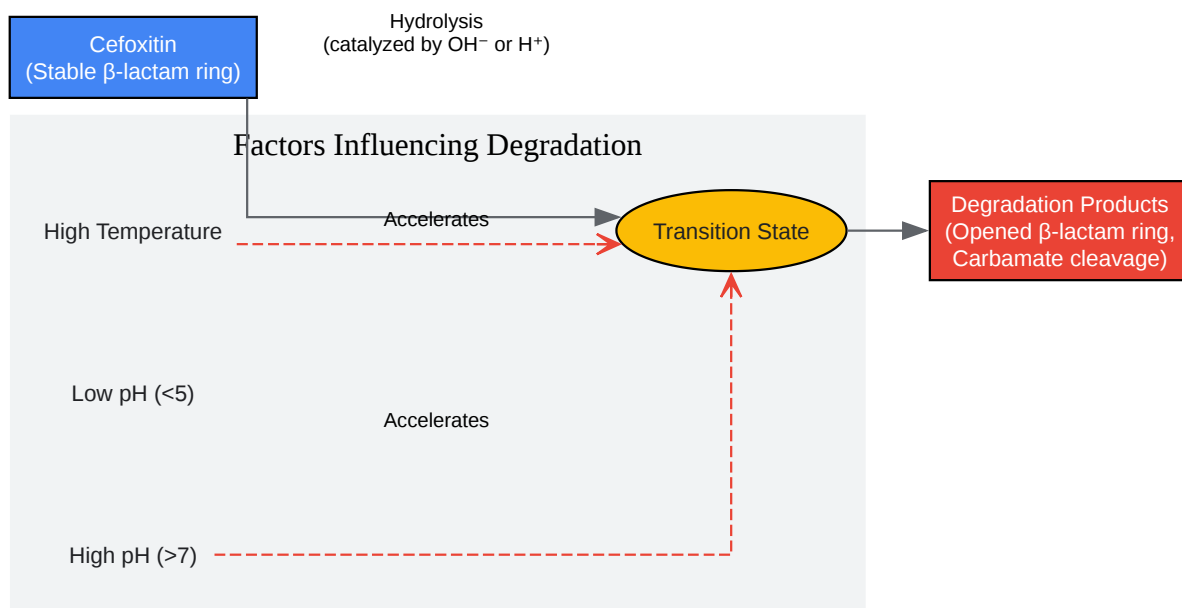 Cefoxitin
(Stable β-lactam ring)
Hydrolysis
(catalyzed by OH⁻ or H⁺)
Factors Influencing Degradation
High Temperature
Accelerates
Transition State
Degradation Products
(Opened β-lactam ring,
Carbamate cleavage)
Low pH (<5)
Accelerates
High pH (>7)